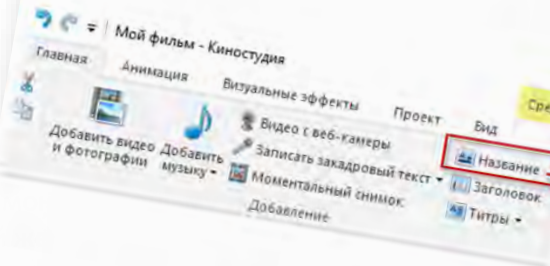 Мой фильм - Киностудия
Главная Анимация Визуальные эффекты Проект Вид
Добавить видео и фотографии
Добавить музыку
Видео с веб-камеры
Записать закадровый текст
Моментальный снимок
Добавление
Название
Заголовок
Титры